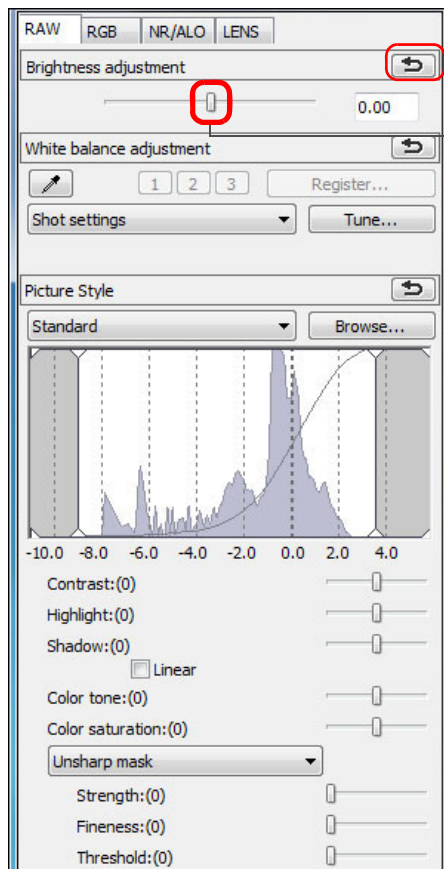 RAW RGB NR/ALO LENS
Brightness adjustment
0.00
White balance adjustment
1 2 3 Register...
Shot settings Tune...
Picture Style
Standard Browse...
-10.0 -8.0 -6.0 -4.0 -2.0 0.0 2.0 4.0
Contrast:(0)
Highlight:(0)
Shadow:(0)
Linear
Color tone:(0)
Color saturation:(0)
Unsharp mask
Strength:(0)
Fineness:(0)
Threshold:(0)